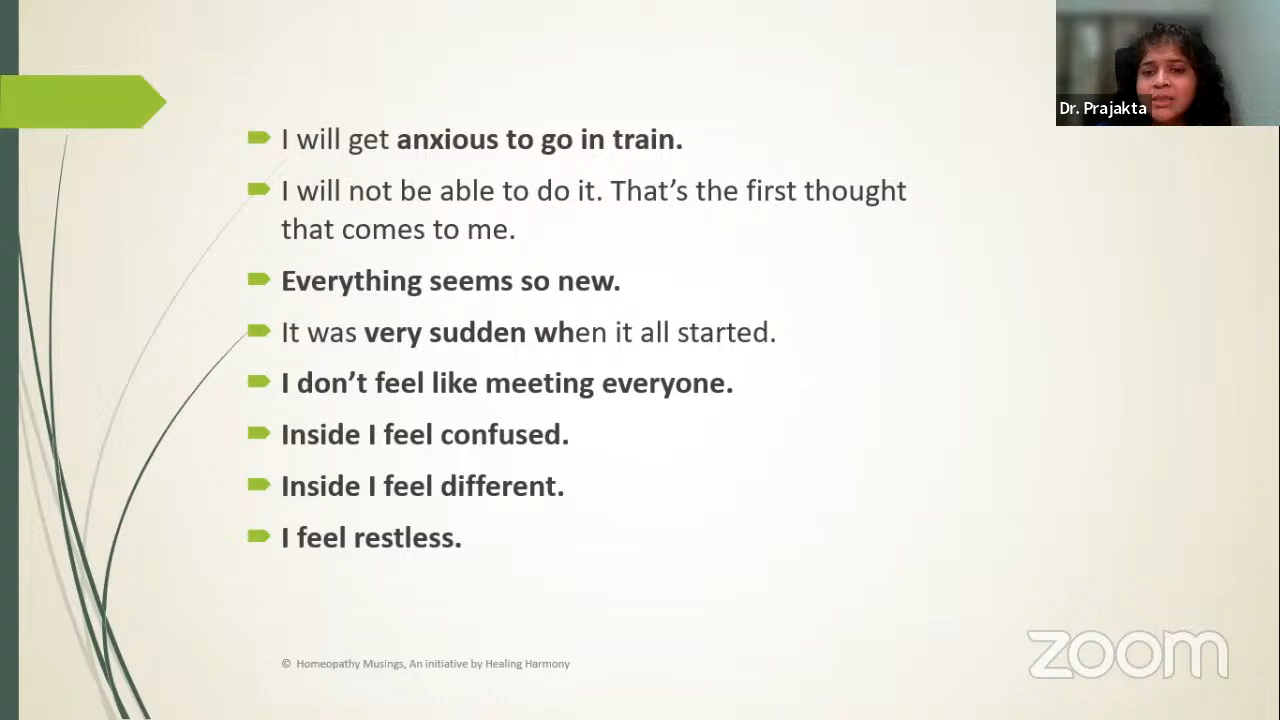 Dr. Prajakta
I will get anxious to go in train.
I will not be able to do it. That’s the first thought
that comes to me.
Everything seems so new.
It was very sudden when it all started.
I don’t feel like meeting everyone.
Inside I feel confused.
Inside I feel different.
I feel restless.
© Homeopathy Musings, An initiative by Healing Harmony
zoom